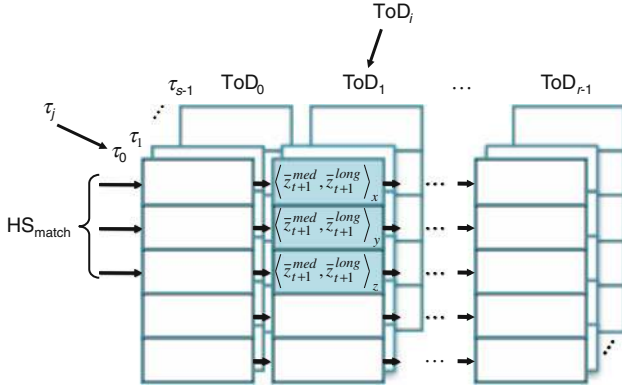 ToD_i
τ_{s-1} ToD_0 ToD_1 ... ToD_{r-1}
τ_j
τ_1
τ_0
HS_match
⟨z̄_{t+1}^{med}, z̄_{t+1}^{long}⟩_x ...
⟨z̄_{t+1}^{med}, z̄_{t+1}^{long}⟩_y ...
⟨z̄_{t+1}^{med}, z̄_{t+1}^{long}⟩_z ...
...
...